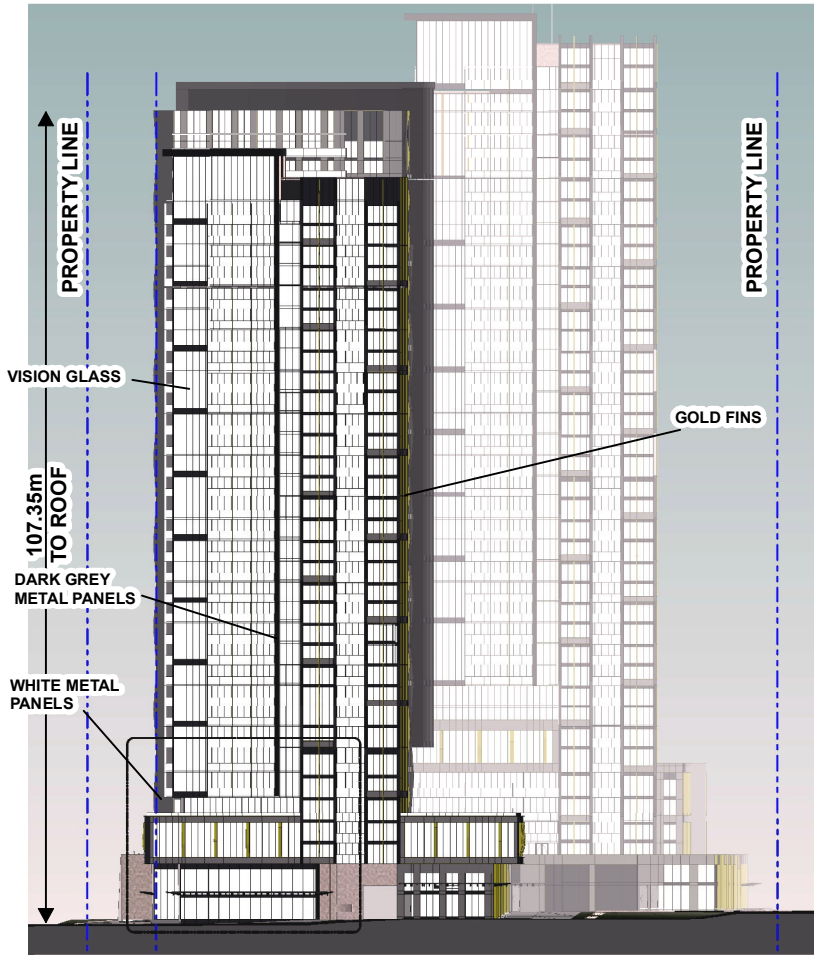 PROPERTY LINE
PROPERTY LINE
VISION GLASS
GOLD FINS
107.35m
TO ROOF
DARK GREY
METAL PANELS
WHITE METAL
PANELS